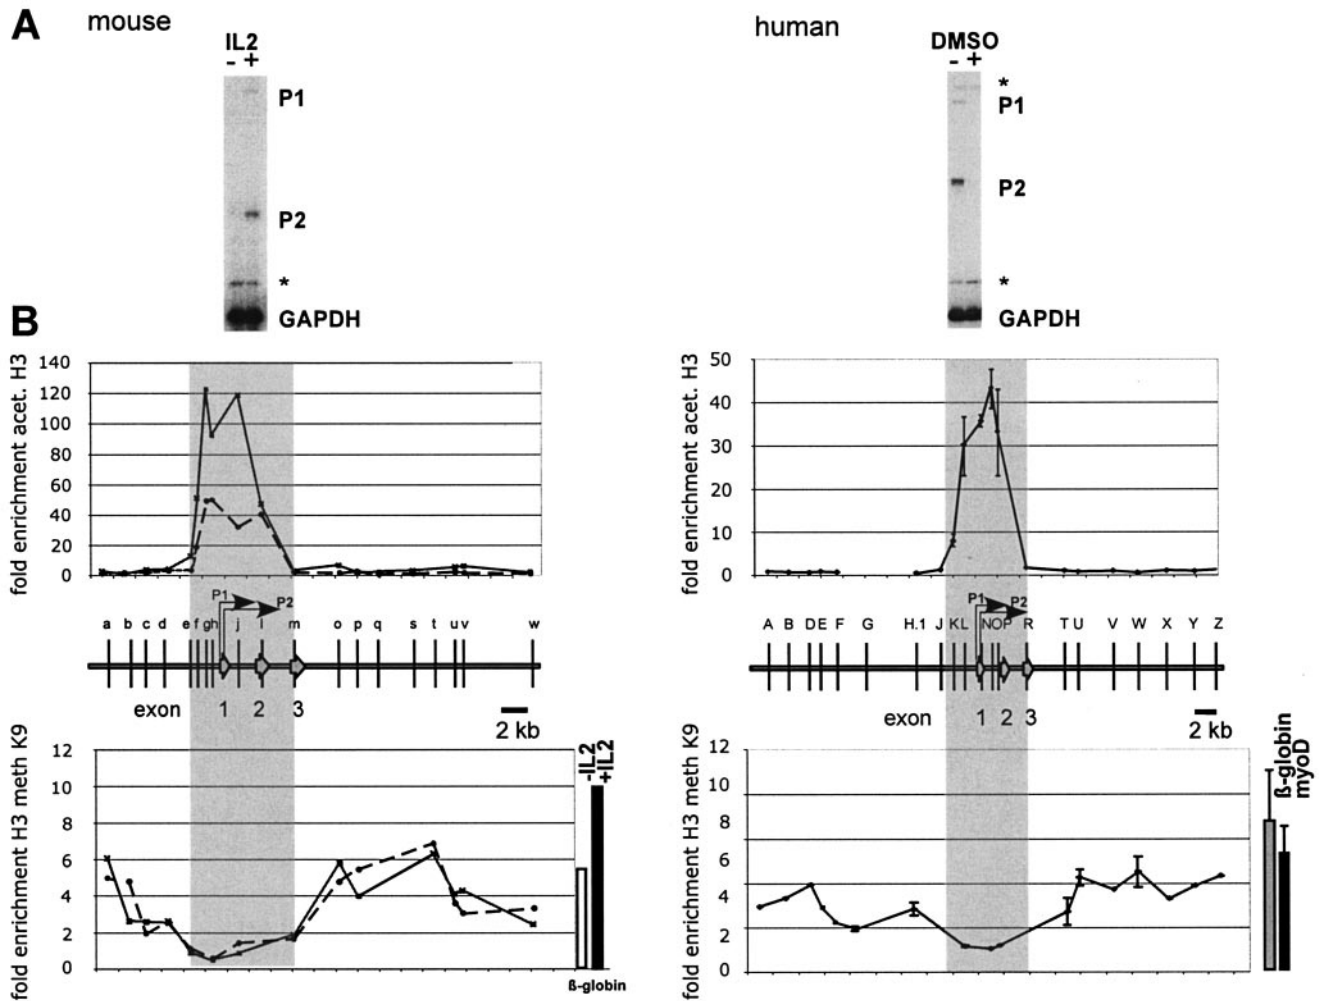 A mouse
IL2
- +
P1
P2
*
GAPDH
human
DMSO
- +
*
P1
P2
*
GAPDH
B
fold enrichment acet. H3
140
120
100
80
60
40
20
0
fold enrichment acet. H3
50
40
30
20
10
0
P1 P2
a b c d e f g h j l m o p q s t u v w
exon 1 2 3
2 kb
P1 P2
A B D E F G H.1 J K L N O P R T U V W X Y Z
exon 1 2 3
2 kb
fold enrichment H3 meth K9
12
10
8
6
4
2
0
-IL2
+IL2
ß-globin
fold enrichment H3 meth K9
12
10
8
6
4
2
0
ß-globin
myoD